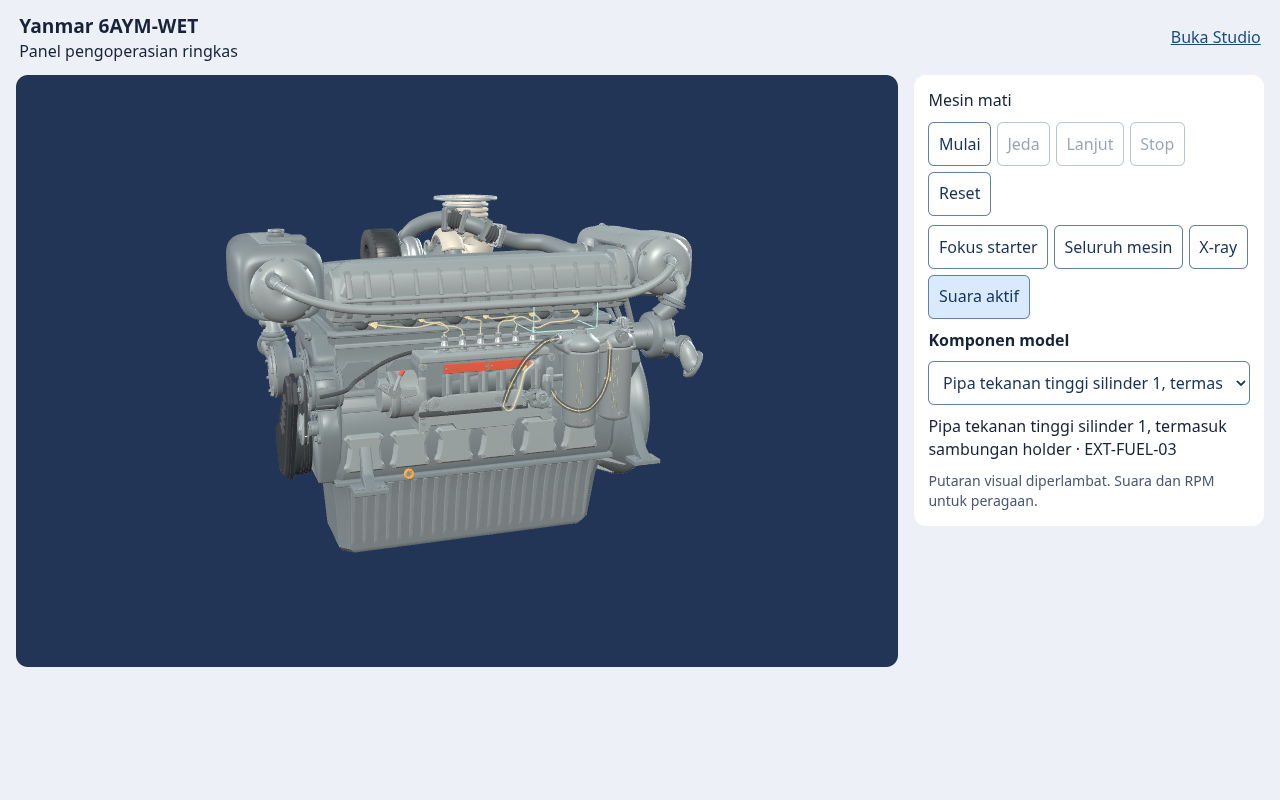 Yanmar 6AYM-WET
Panel pengoperasian ringkas
Buka Studio
Mesin mati
Mulai
Jeda
Lanjut
Stop
Reset
Fokus starter
Seluruh mesin
X-ray
Suara aktif
Komponen model
Pipa tekanan tinggi silinder 1, termas
Pipa tekanan tinggi silinder 1, termasuk
sambungan holder · EXT-FUEL-03
Putaran visual diperlambat. Suara dan RPM
untuk peragaan.